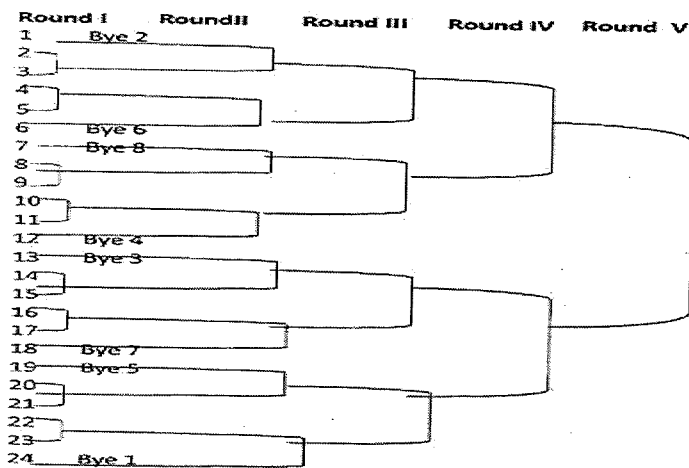 Round I RoundII Round III Round IV Round V
1 Bye 2
2
3
4
5
6 Bye 6
7 Bye 8
8
9
10
11
12 Bye 4
13 Bye 3
14
15
16
17
18 Bye 7
19 Bye 5
20
21
22
23
24 Bye 1